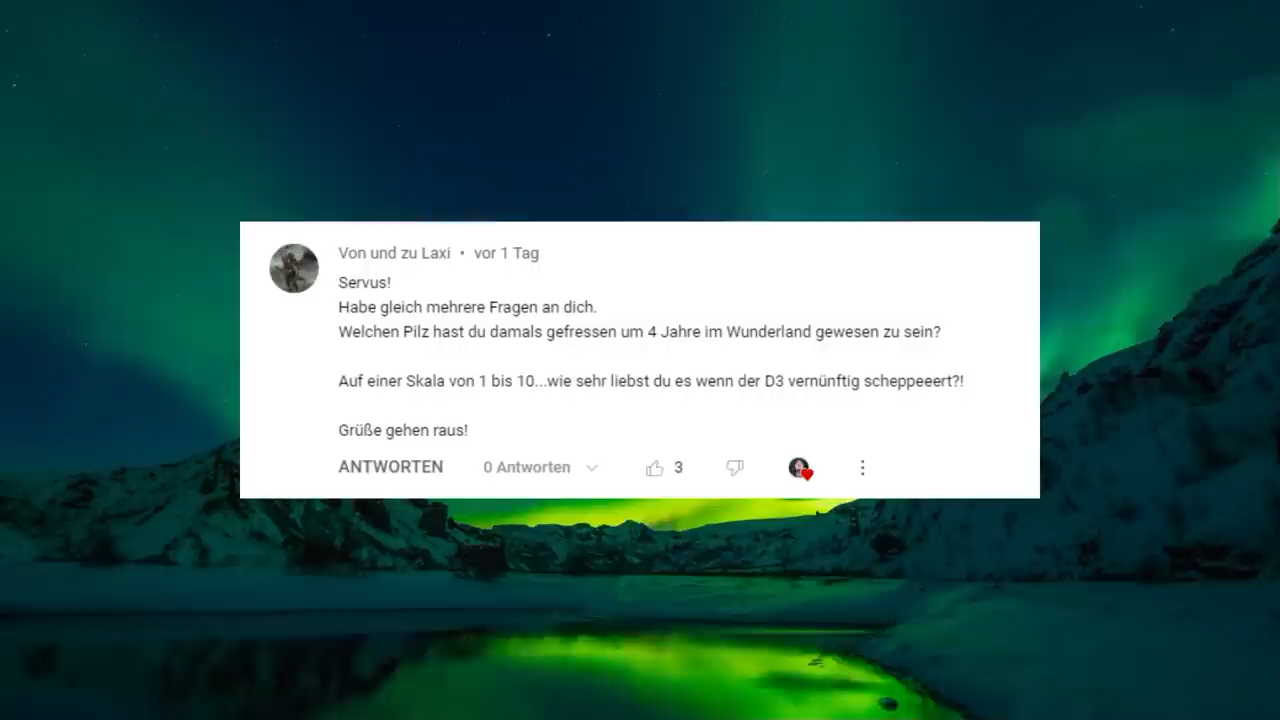 Von und zu Laxi • vor 1 Tag
Servus!
Habe gleich mehrere Fragen an dich.
Welchen Pilz hast du damals gefressen um 4 Jahre im Wunderland gewesen zu sein?
Auf einer Skala von 1 bis 10...wie sehr liebst du es wenn der D3 vernünftig scheppeeert?!
Grüße gehen raus!
ANTWORTEN 0 Antworten 3